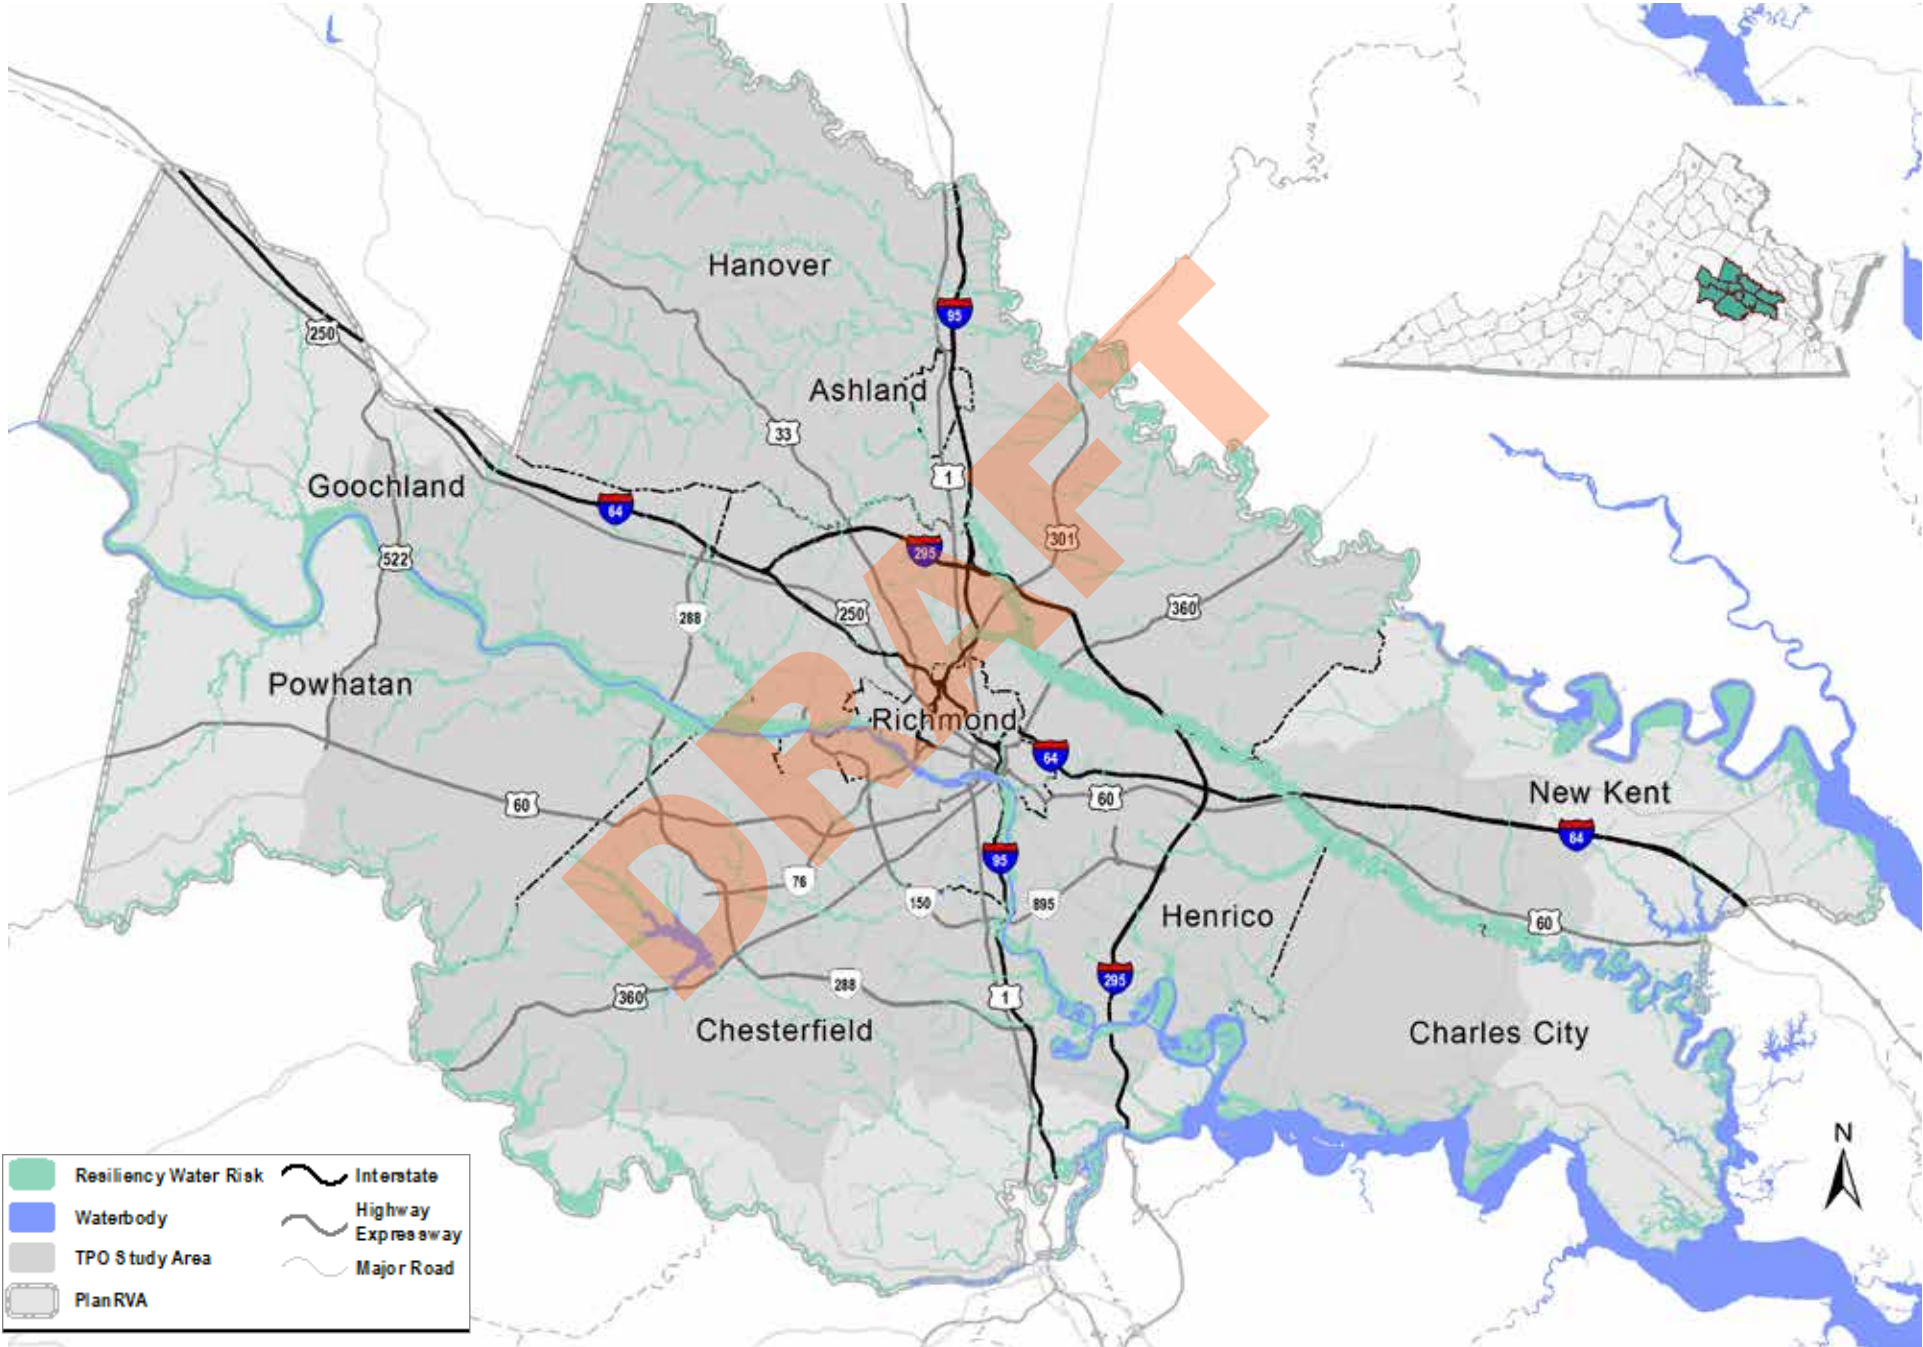 Hanover
95
250
Ashland
33
1
Goochland
64
295
301
522
250
288
360
Powhatan
Richmond
64
New Kent
60
60
64
95
76
150
895
Henrico
60
295
288
360
1
Chesterfield
Charles City
DRAFT
N
Resiliency Water Risk
Waterbody
TPO Study Area
PlanRVA
Interstate
Highway
Expressway
Major Road